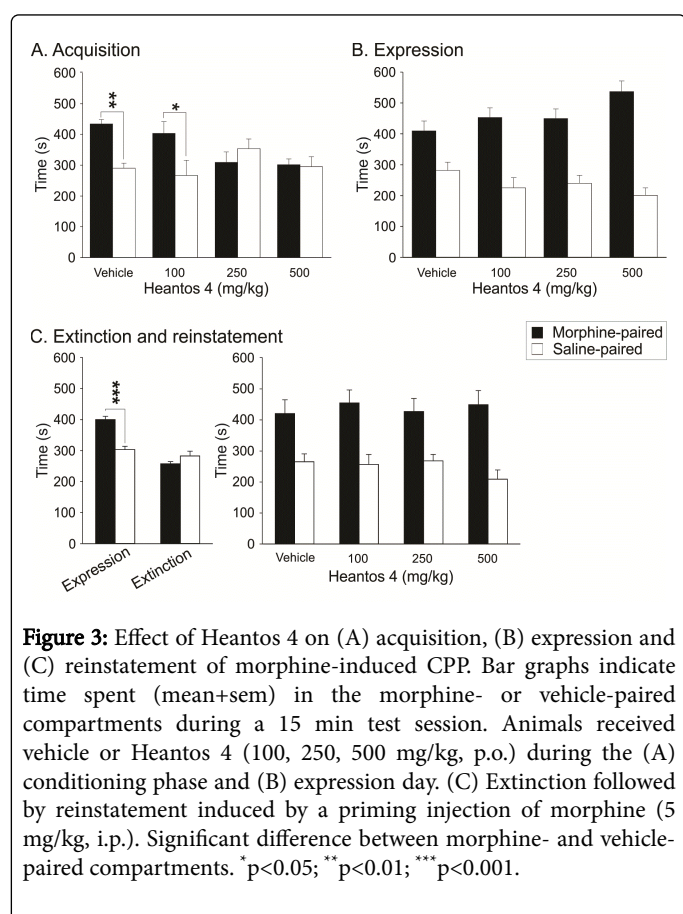 A. Acquisition
600
500
400
300
200
100
0
Time (s)
**
*
Vehicle 100 250 500
Heantos 4 (mg/kg)
B. Expression
600
500
400
300
200
100
0
Time (s)
Vehicle 100 250 500
Heantos 4 (mg/kg)
Morphine-paired
Saline-paired
C. Extinction and reinstatement
600
500
400
300
200
100
0
Time (s)
***
Expression Extinction
600
500
400
300
200
100
0
Time (s)
Vehicle 100 250 500
Heantos 4 (mg/kg)
Figure 3: Effect of Heantos 4 on (A) acquisition, (B) expression and
(C) reinstatement of morphine-induced CPP. Bar graphs indicate
time spent (mean+sem) in the morphine- or vehicle-paired
compartments during a 15 min test session. Animals received
vehicle or Heantos 4 (100, 250, 500 mg/kg, p.o.) during the (A)
conditioning phase and (B) expression day. (C) Extinction followed
by reinstatement induced by a priming injection of morphine (5
mg/kg, i.p.). Significant difference between morphine- and vehicle-
paired compartments. *p<0.05; **p<0.01; ***p<0.001.